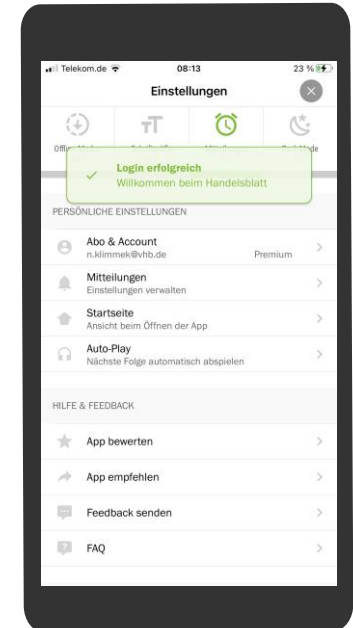 Telekom.de 08:13 23 %
Einstellungen
Login erfolgreich
Willkommen beim Handelsblatt
PERSÖNLICHE EINSTELLUNGEN
Abo & Account
n.klimmek@vhb.de Premium
Mitteilungen
Einstellungen verwalten
Startseite
Ansicht beim Öffnen der App
Auto-Play
Nächste Folge automatisch abspielen
HILFE & FEEDBACK
App bewerten
App empfehlen
Feedback senden
FAQ